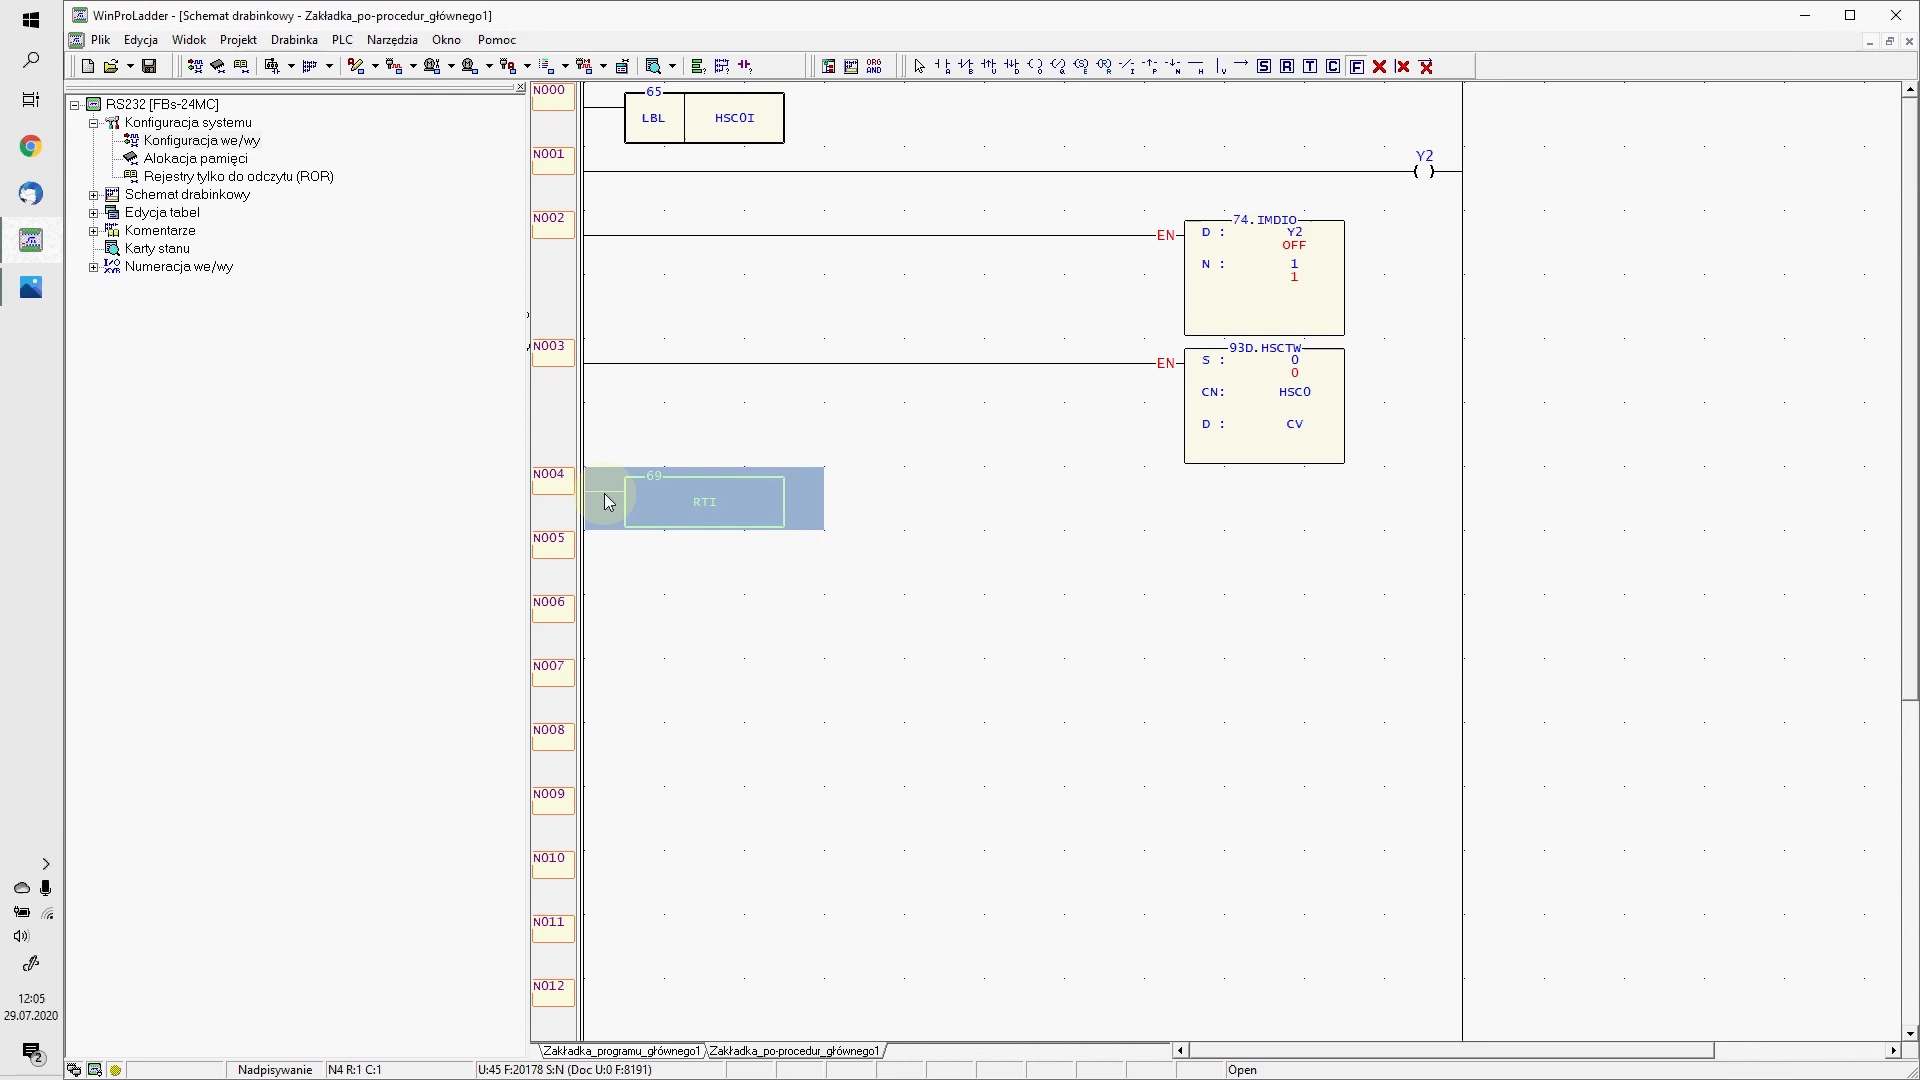 WinProLadder - [Schemat drabinkowy - Zakładka_po-procedur_głównego1]
Plik Edycja Widok Projekt Drabinka PLC Narzędzia Okno Pomoc
RS232 [FBs-24MC]
Konfiguracja systemu
Konfiguracja we/wy
Alokacja pamięci
Rejestry tylko do odczytu (ROR)
Schemat drabinkowy
Edycja tabel
Komentarze
Karty stanu
Numeracja we/wy
N000
65
LBL HSC0I
N001
Y2
N002
74.IMDIO
EN
D : Y2
OFF
N : 1
1
N003
93D.HSCTW
EN
S : 0
0
CN: HSC0
D : CV
N004
69
RTI
N005
N006
N007
N008
N009
N010
N011
N012
12:05
29.07.2020
2
Zakładka_programu_głównego1 Zakładka_po-procedur_głównego1
Nadpisywanie N4 R:1 C:1 U:45 F:20178 S:N (Doc U:0 F:8191) Open